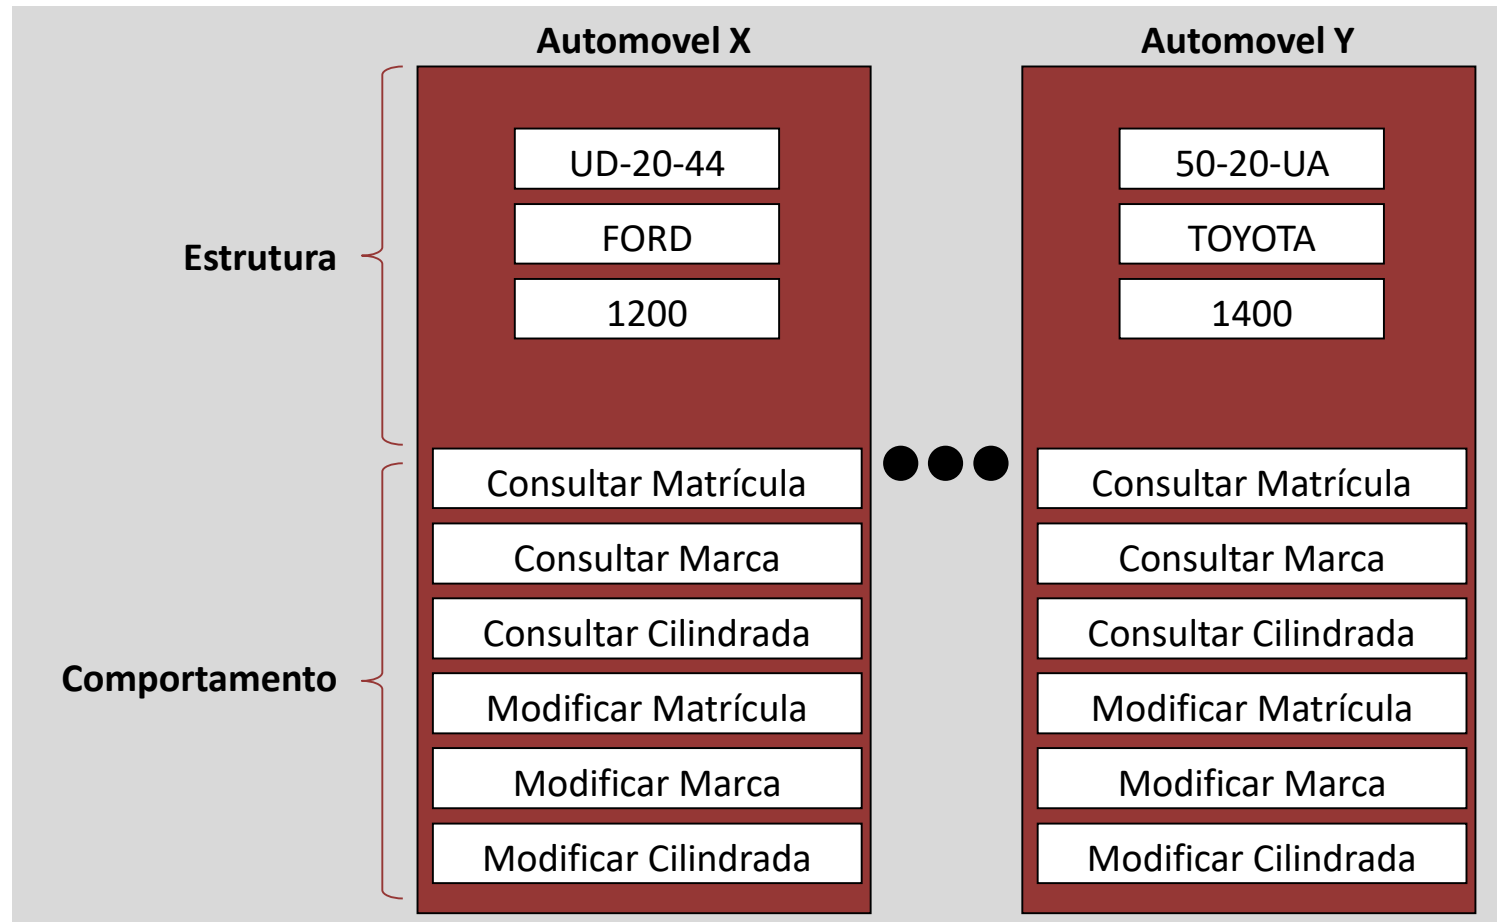 Automovel X
Automovel Y
Estrutura
UD-20-44
FORD
1200
50-20-UA
TOYOTA
1400
Comportamento
Consultar Matrícula
Consultar Marca
Consultar Cilindrada
Modificar Matrícula
Modificar Marca
Modificar Cilindrada
Consultar Matrícula
Consultar Marca
Consultar Cilindrada
Modificar Matrícula
Modificar Marca
Modificar Cilindrada